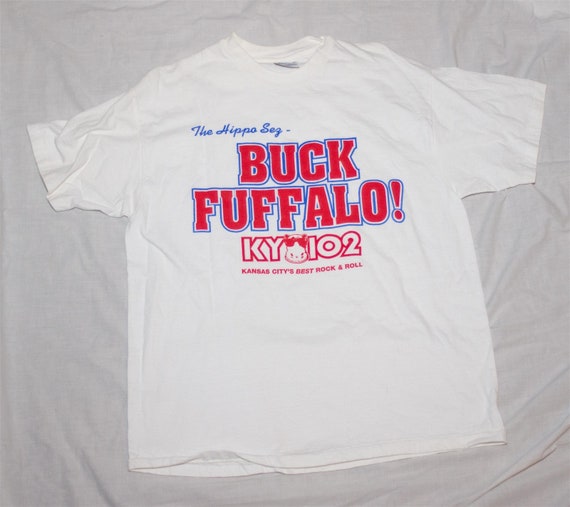 The Hippo Sez -
BUCK
FUFFALO!
KY102
KANSAS CITY'S BEST ROCK & ROLL